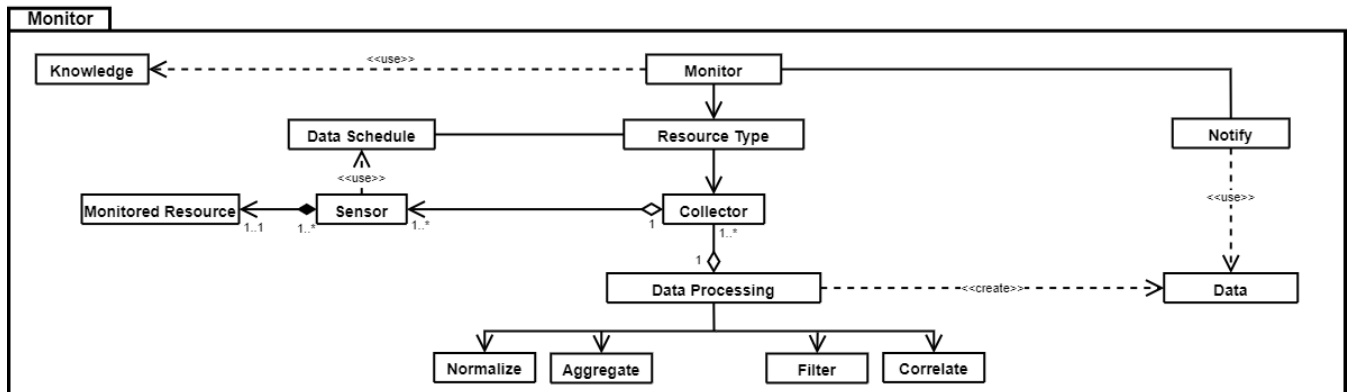 Monitor
Knowledge
<<use>>
Monitor
Data Schedule
Resource Type
Notify
<<use>>
<<use>>
Monitored Resource
Sensor
Collector
1..1
1..*
1..*
1
1..*
1
Data Processing
<<create>>
Data
Normalize
Aggregate
Filter
Correlate